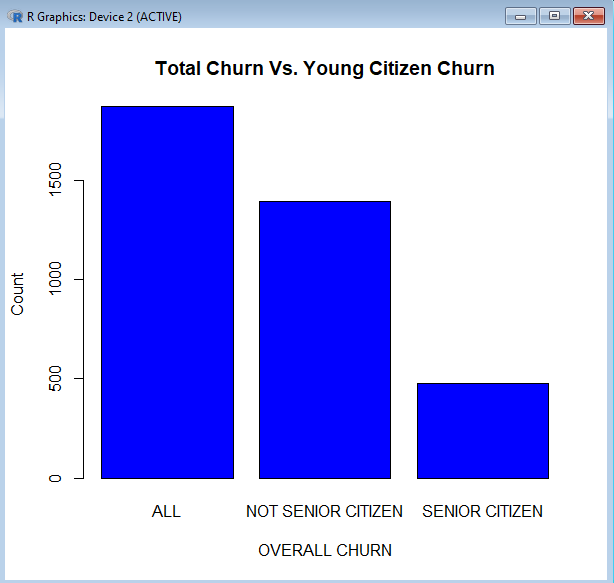 R Graphics: Device 2 (ACTIVE)
Total Churn Vs. Young Citizen Churn
Count
1500
1000
500
0
ALL
NOT SENIOR CITIZEN
SENIOR CITIZEN
OVERALL CHURN